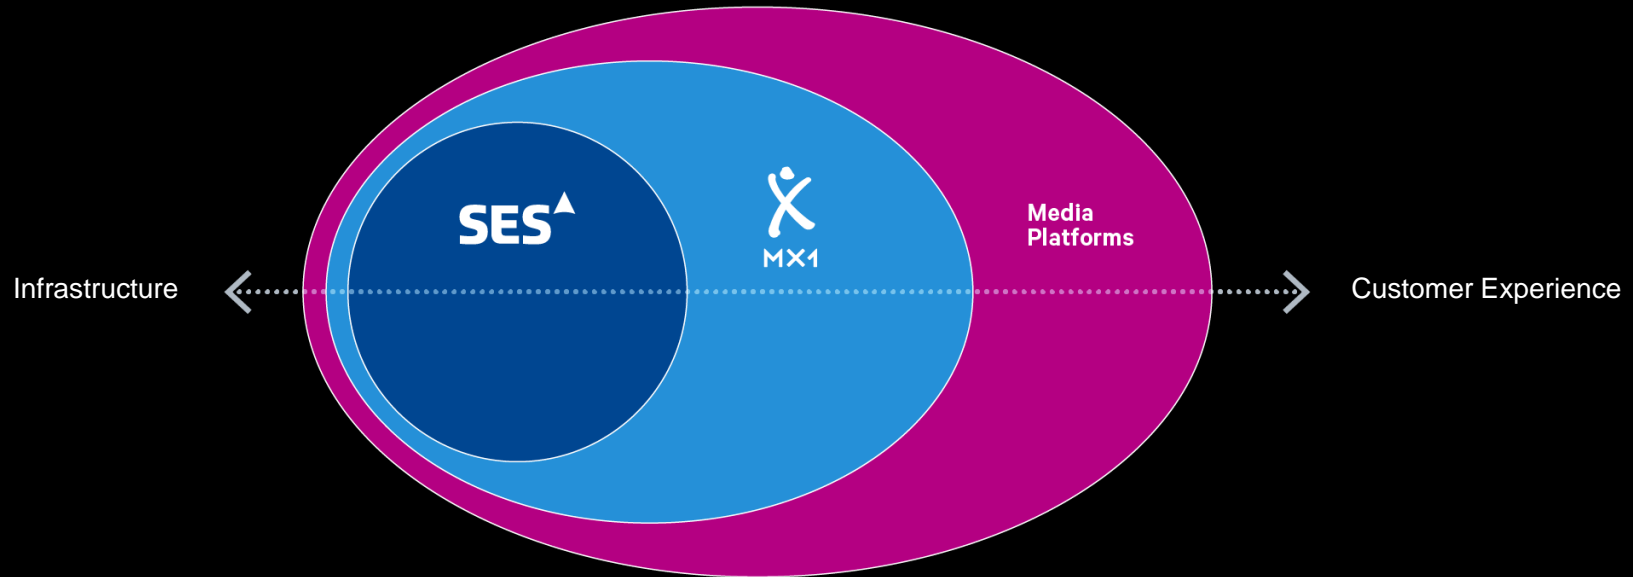 SES
MX1
Media
Platforms
Infrastructure
Customer Experience